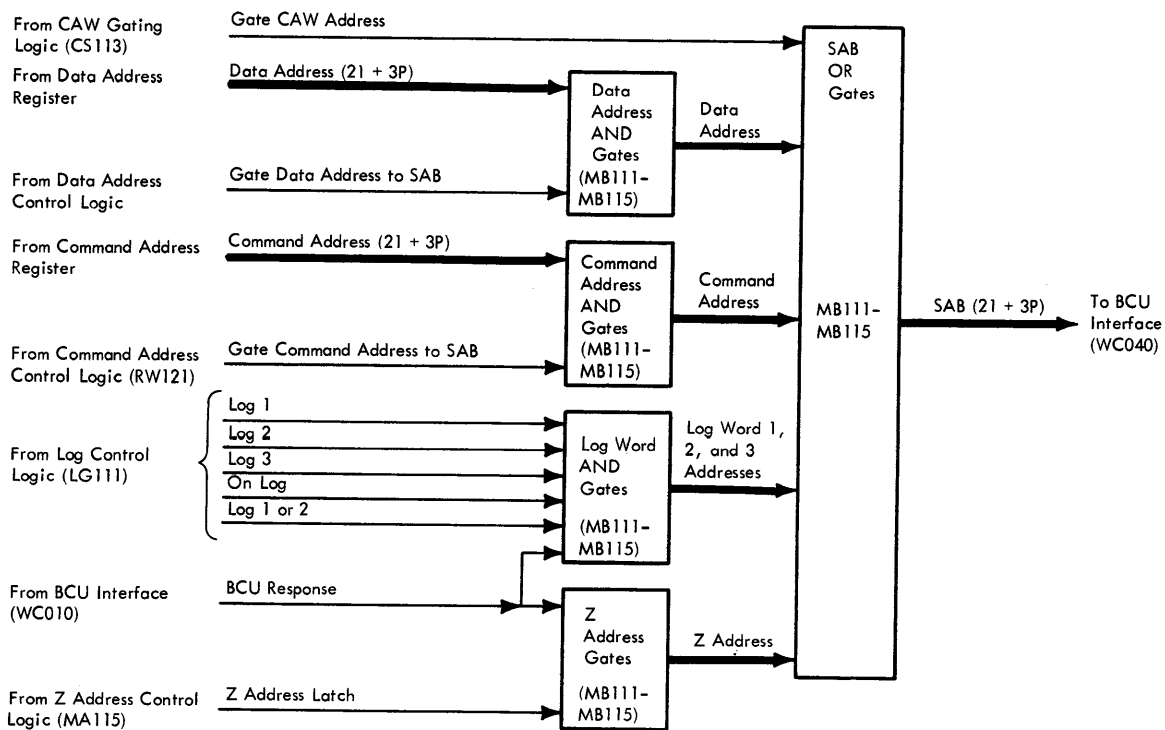 From CAW Gating
Logic (CS113)
Gate CAW Address
From Data Address
Register
Data Address (21 + 3P)
From Data Address
Control Logic
Gate Data Address to SAB
Data
Address
AND
Gates
(MB111-
MB115)
Data
Address
From Command Address
Register
Command Address (21 + 3P)
From Command Address
Control Logic (RW121)
Gate Command Address to SAB
Command
Address
AND
Gates
(MB111-
MB115)
Command
Address
From Log Control
Logic (LG111)
Log 1
Log 2
Log 3
On Log
Log 1 or 2
Log Word
AND
Gates
(MB111-
MB115)
Log Word 1,
2, and 3
Addresses
From BCU Interface
(WC010)
BCU Response
From Z Address Control
Logic (MA115)
Z Address Latch
Z
Address
Gates
(MB111-
MB115)
Z Address
SAB
OR
Gates
MB111-
MB115
SAB (21 + 3P)
To BCU
Interface
(WC040)